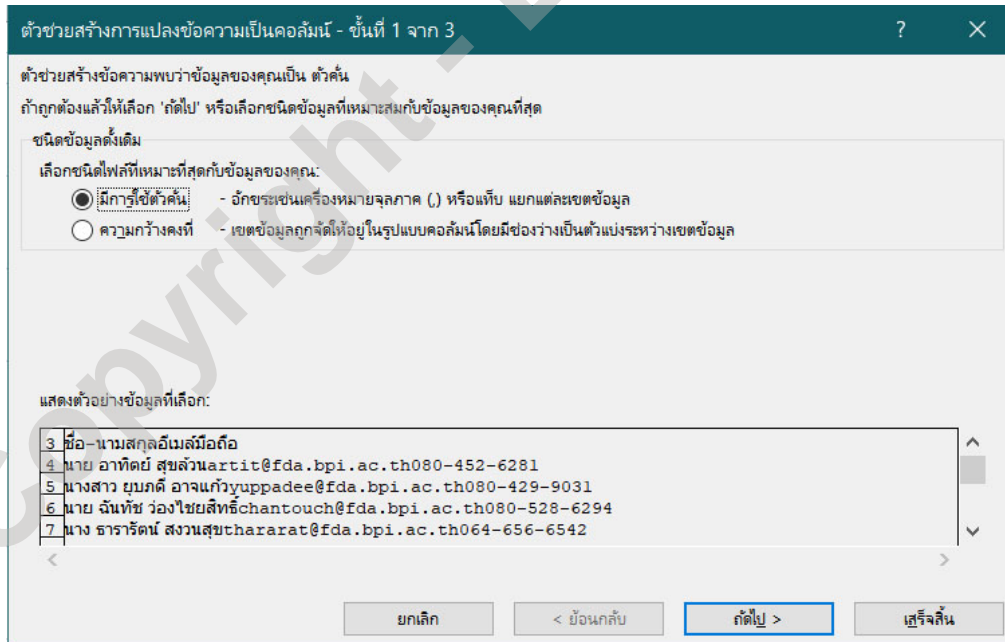 ตัวช่วยสร้างการแปลงข้อความเป็นคอลัมน์ - ขั้นที่ 1 จาก 3 ? ×
ตัวช่วยสร้างข้อความพบว่าข้อมูลของคุณเป็น ตัวคั่น
ถ้าถูกต้องแล้วให้เลือก 'ถัดไป' หรือเลือกชนิดข้อมูลที่เหมาะสมกับข้อมูลของคุณที่สุด
ชนิดข้อมูลดั้งเดิม
เลือกชนิดไฟล์ที่เหมาะที่สุดกับข้อมูลของคุณ:
มีการใช้ตัวคั่น - อักขระเช่นเครื่องหมายจุลภาค (,) หรือแท็บ แยกแต่ละเขตข้อมูล
ความกว้างคงที่ - เขตข้อมูลถูกจัดให้อยู่ในรูปแบบคอลัมน์โดยมีช่องว่างเป็นตัวแบ่งระหว่างเขตข้อมูล
แสดงตัวอย่างข้อมูลที่เลือก:
3 ชื่อ-นามสกุลอีเมล์มือถือ
4 นาย อาทิตย์ สุขล้วนartit@fda.bpi.ac.th080-452-6281
5 นางสาว ยุบภดี อาจแก้วyuppadee@fda.bpi.ac.th080-429-9031
6 นาย ฉันทัช ว่องไชยสิทธิ์chantouch@fda.bpi.ac.th080-528-6294
7 นาง ธารารัตน์ สงวนสุขthararat@fda.bpi.ac.th064-656-6542
ยกเลิก < ย้อนกลับ ถัดไป > เสร็จสิ้น
Copyright -